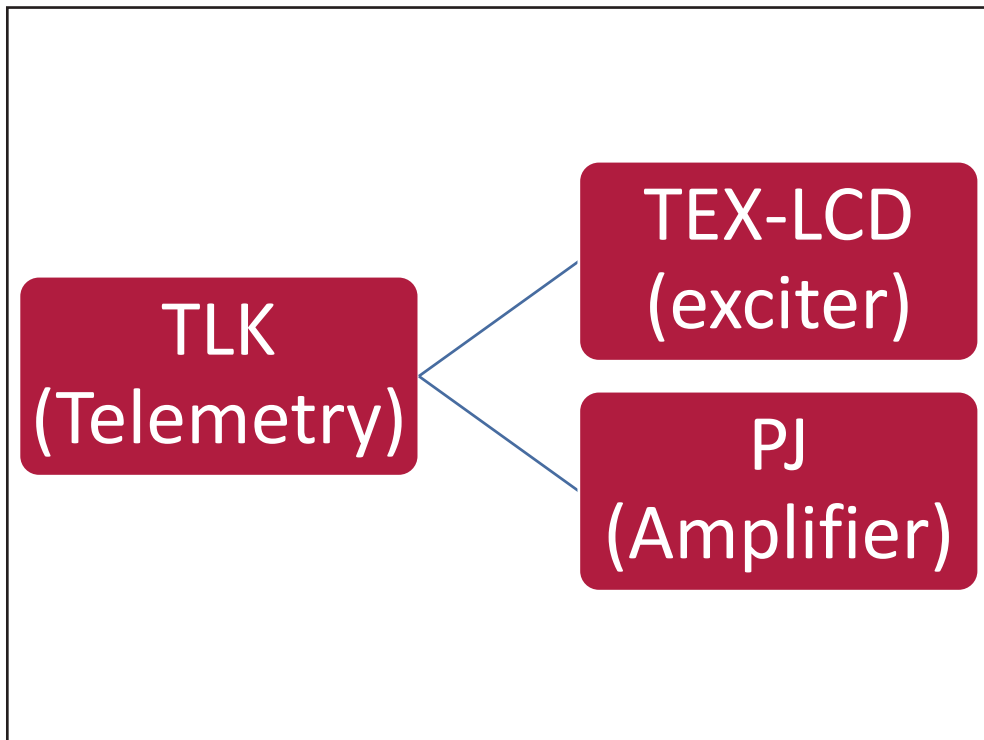 TLK
(Telemetry)
TEX-LCD
(exciter)
PJ
(Amplifier)